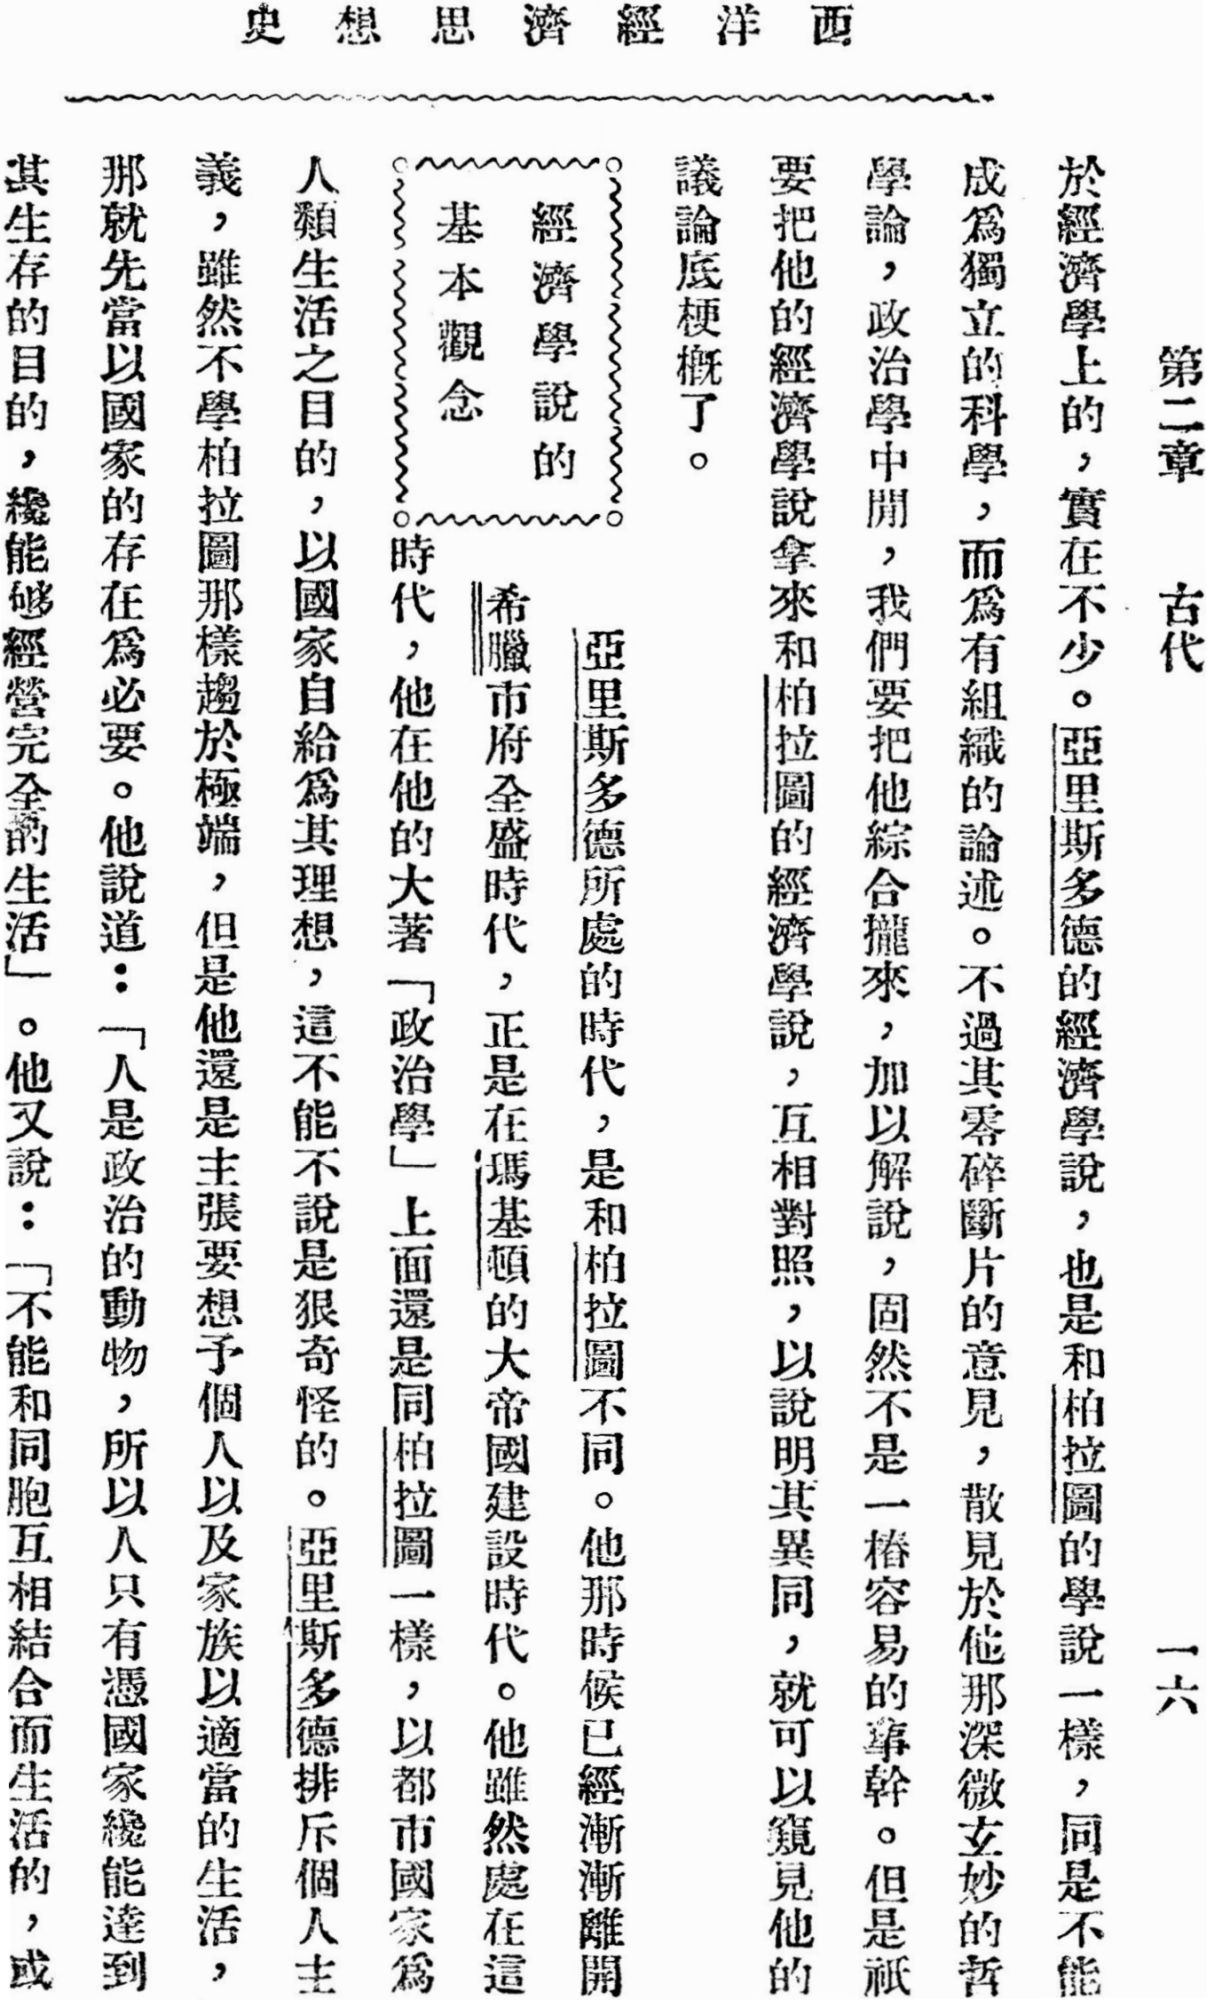 西洋經濟思想史
第二章　古代　一六
於經濟學上的，實在不少。亞里斯多德的經濟學說，也是和柏拉圖的學說一樣，同是不能
成爲獨立的科學，而爲有組織的論述。不過其零碎斷片的意見，散見於他那深微玄妙的哲
學論，政治學中間，我們要把他綜合攏來，加以解說，固然不是一樁容易的事幹。但是祇
要把他的經濟學說拿來和柏拉圖的經濟學說，互相對照，以說明其異同，就可以窺見他的
議論底梗概了。
經濟學說的
基本觀念
亞里斯多德所處的時代，是和柏拉圖不同。他那時候已經漸漸離開
希臘市府全盛時代，正是在瑪基頓的大帝國建設時代。他雖然處在這
時代，他在他的大著「政治學」上面還是同柏拉圖一樣，以都市國家爲
人類生活之目的，以國家自給爲其理想，這不能不說是狠奇怪的。亞里斯多德排斥個人主
義，雖然不學柏拉圖那樣趨於極端，但是他還是主張要想予個人以及家族以適當的生活，
那就先當以國家的存在爲必要。他說道：「人是政治的動物，所以人只有憑國家纔能達到
其生存的目的，纔能够經營完全的生活」。他又說：「不能和同胞互相結合而生活的，或